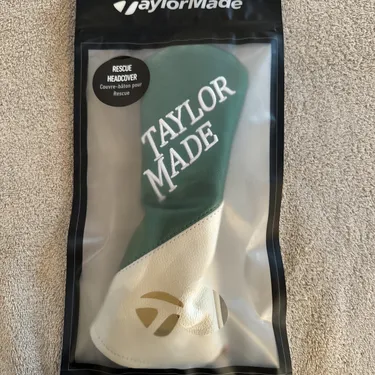 TaylorMade
RESCUE
HEADCOVER
Couvre-bâton pour
Rescue
TAYLOR
MADE